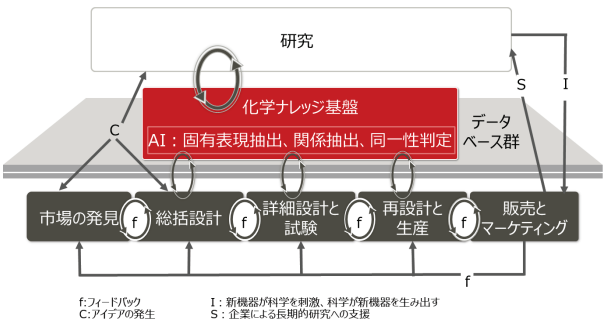 研究
化学ナレッジ基盤
AI：固有表現抽出、関係抽出、同一性判定
データ
ベース群
C
S
I
市場の発見
f
総括設計
f
詳細設計と
試験
f
再設計と
生産
f
販売と
マーケティング
f
f:フィードバック
C:アイデアの発生
I：新機器が科学を刺激、科学が新機器を生み出す
S：企業による長期的研究への支援